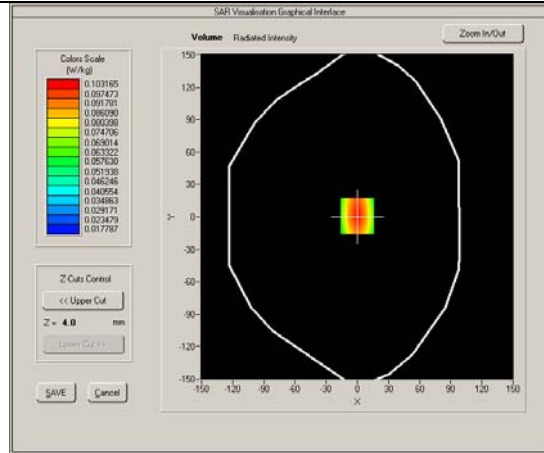 SAR Visualisation Graphical Interface
Volume Radiated Intensity
Zoom In/Out
Colors Scale
(W/kg)
0.103165
0.097473
0.091781
0.086090
0.080398
0.074706
0.069014
0.063322
0.057630
0.051938
0.046246
0.040554
0.034863
0.029171
0.023479
0.017787
150
120
90
60
30
0
-30
-60
-90
-120
-150
Y
-150 -120 -90 -60 -30 0 30 60 90 120 150
X
Z-Cuts Control
<< Upper Cut
Z = 4.0 mm
Lower Cut >>
SAVE Cancel